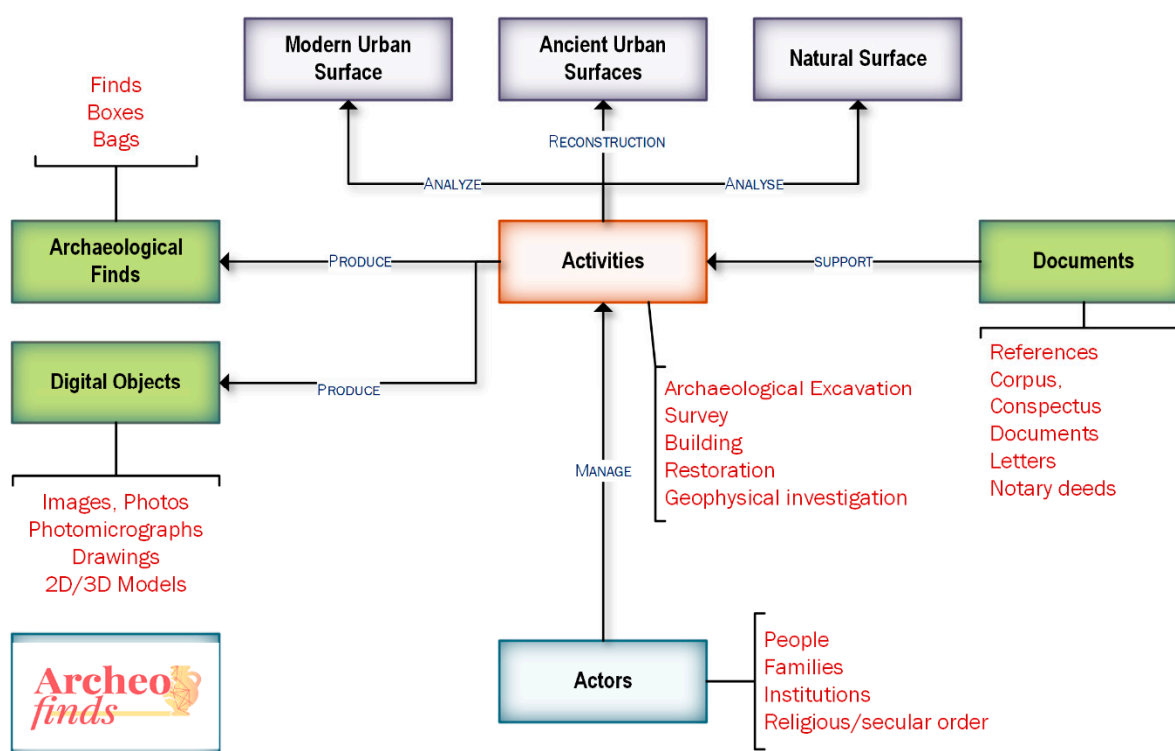 Modern Urban
Surface
Ancient Urban
Surfaces
Natural Surface
Finds
Boxes
Bags
RECONSTRUCTION
ANALYZE
ANALYSE
Archaeological
Finds
PRODUCE
Activities
SUPPORT
Documents
Digital Objects
PRODUCE
References
Corpus,
Conspectus
Documents
Letters
Notary deeds
Archaeological Excavation
Survey
Building
Restoration
Geophysical investigation
MANAGE
Images, Photos
Photomicrographs
Drawings
2D/3D Models
Archeo
finds
Actors
People
Families
Institutions
Religious/secular order